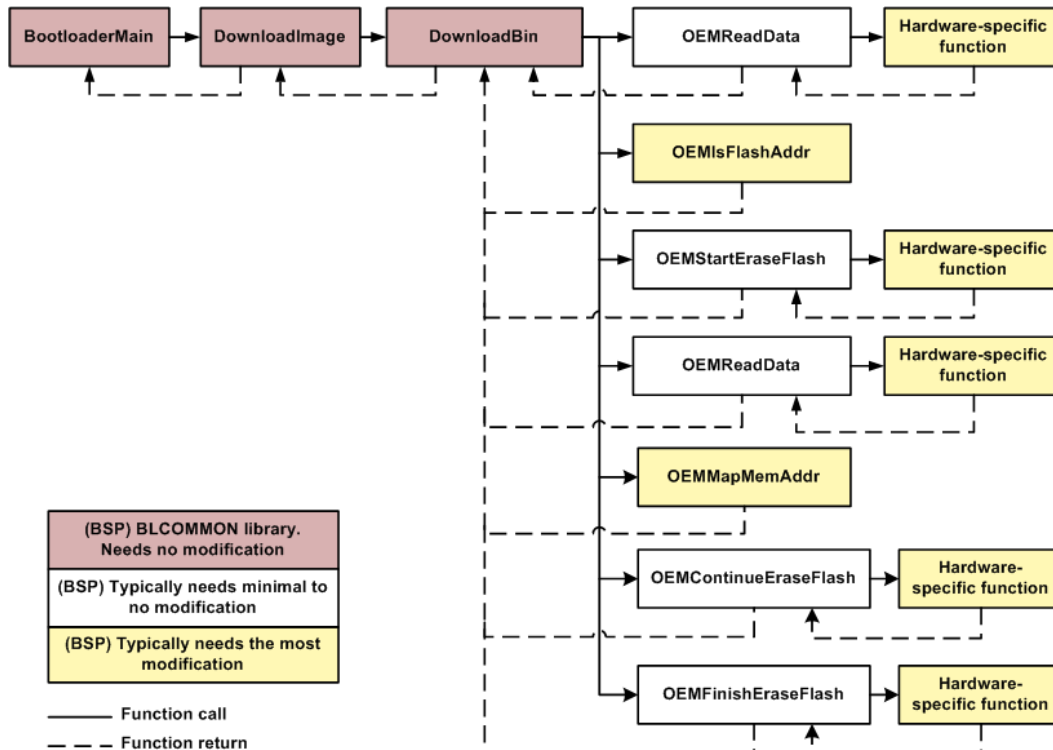 BootloaderMain
DownloadImage
DownloadBin
OEMReadData
Hardware-specific
function
OEMIsFlashAddr
OEMStartEraseFlash
Hardware-specific
function
OEMReadData
Hardware-specific
function
OEMMapMemAddr
(BSP) BLCOMMON library.
Needs no modification
(BSP) Typically needs minimal to
no modification
(BSP) Typically needs the most
modification
OEMContinueEraseFlash
Hardware-
specific function
OEMFinishEraseFlash
Hardware-
specific function
Function call
Function return